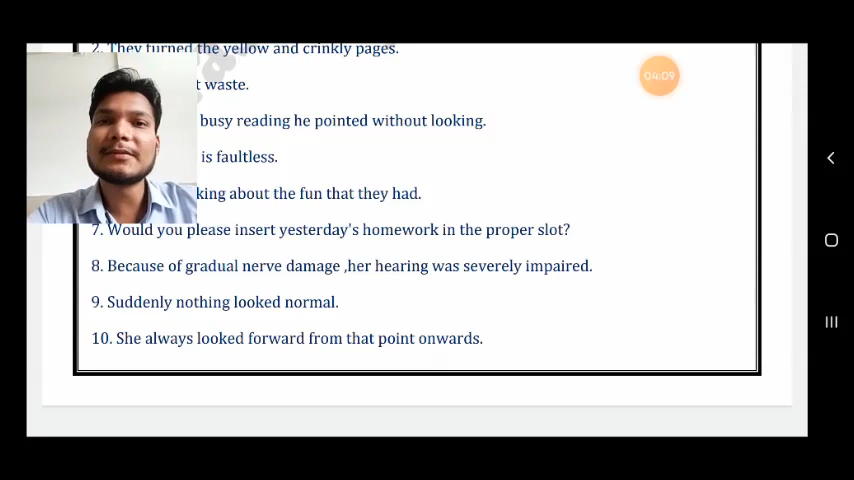 2. They turned the yellow and crinkly pages.
t waste.
busy reading he pointed without looking.
is faultless.
king about the fun that they had.
7. Would you please insert yesterday's homework in the proper slot?
8. Because of gradual nerve damage ,her hearing was severely impaired.
9. Suddenly nothing looked normal.
10. She always looked forward from that point onwards.
04:09